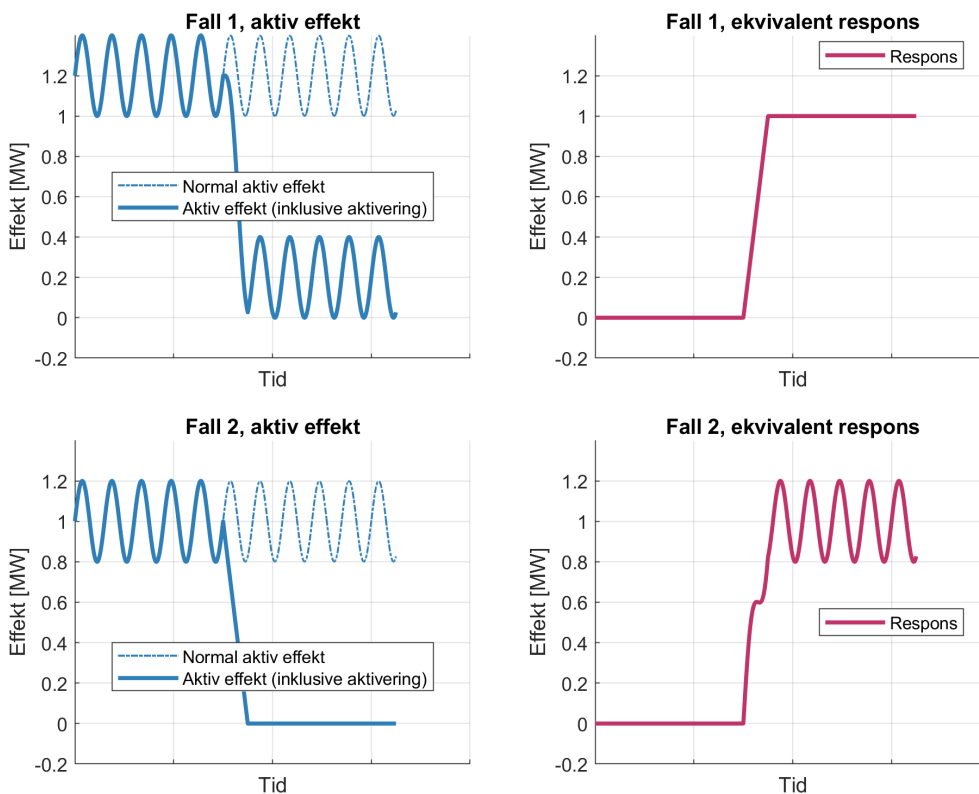 Fall 1, aktiv effekt
1.2
1
0.8
0.6
0.4
0.2
0
-0.2
Effekt [MW]
Normal aktiv effekt
Aktiv effekt (inklusive aktivering)
Tid
Fall 1, ekvivalent respons
1.2
1
0.8
0.6
0.4
0.2
0
-0.2
Effekt [MW]
Respons
Tid
Fall 2, aktiv effekt
1.2
1
0.8
0.6
0.4
0.2
0
-0.2
Effekt [MW]
Normal aktiv effekt
Aktiv effekt (inklusive aktivering)
Tid
Fall 2, ekvivalent respons
1.2
1
0.8
0.6
0.4
0.2
0
-0.2
Effekt [MW]
Respons
Tid